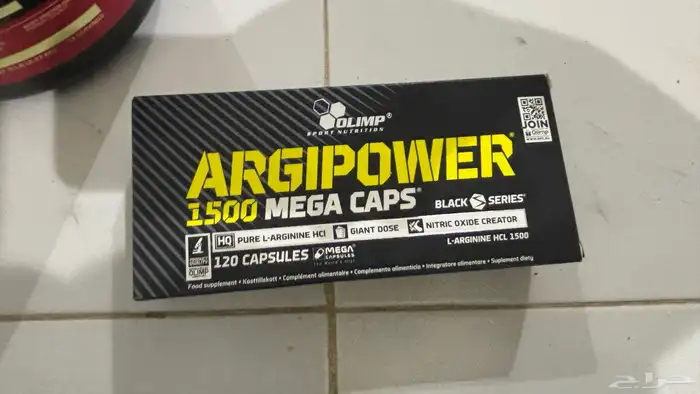 OLIMP®
SPORT NUTRITION
JOIN
Olimp
ARGIPOWER®
1500 MEGA CAPS®
BLACK SERIES®
HQ PURE L-ARGININE HCl GIANT DOSE NITRIC OXIDE CREATOR
120 CAPSULES MEGA CAPSULES L-ARGININE HCL 1500
OLIMP
Food supplement • Kosttillskott • Complément alimentaire • Complemento alimenticio • Integratore alimentare • Suplement diety
حراج